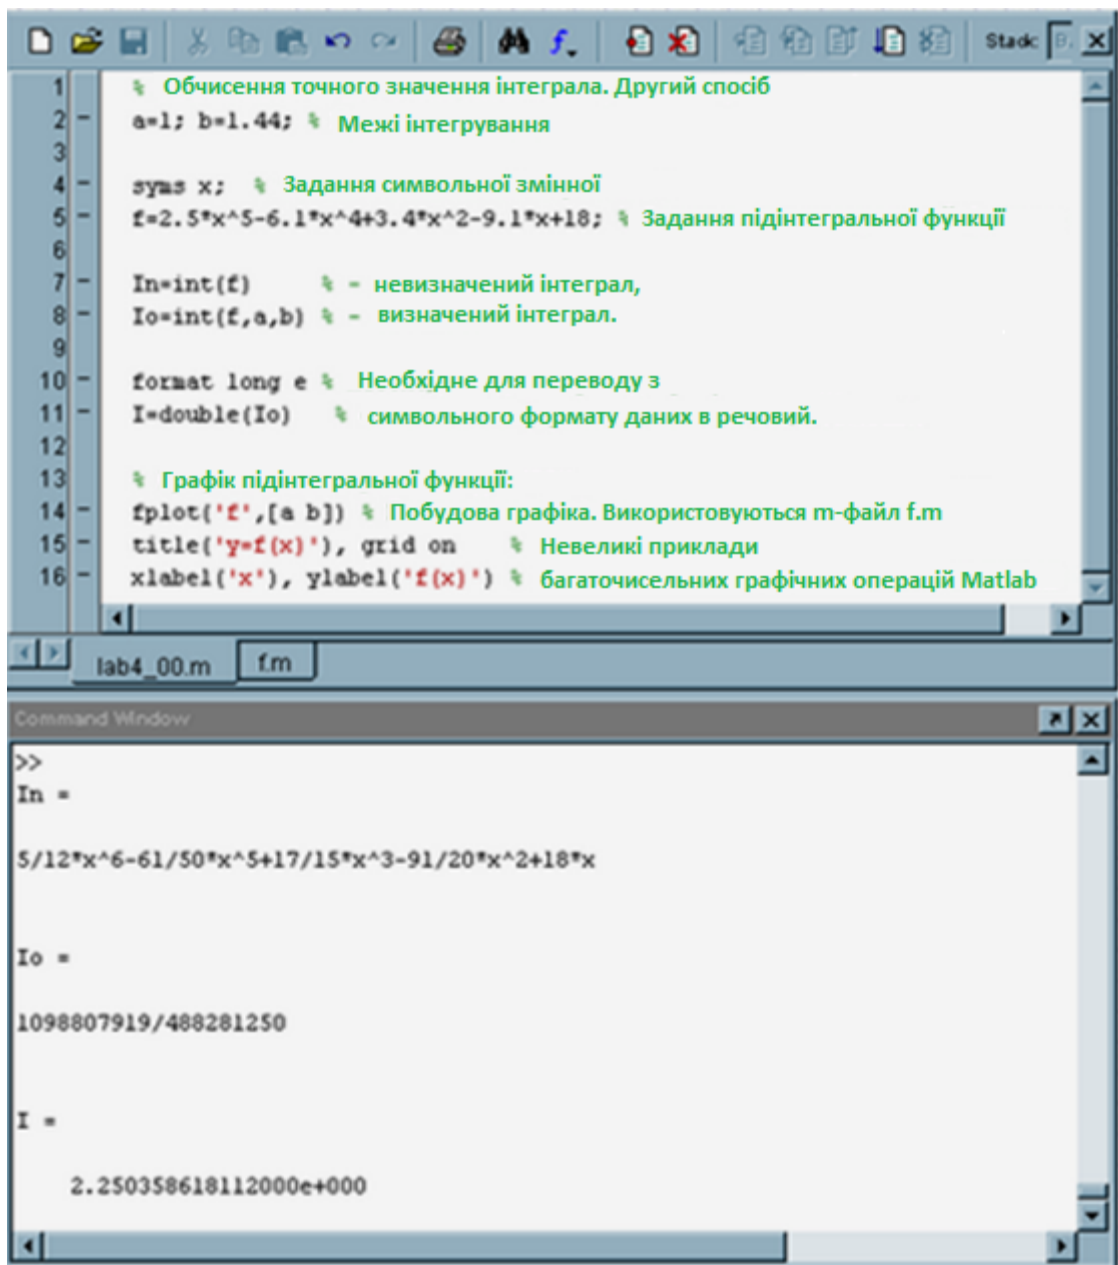 Stack: B.
1 % Обчисення точного значення інтеграла. Другий спосіб
2 - a=1; b=1.44; % Межі інтегрування
3
4 - syms x; % Задання символьної змінної
5 - f=2.5*x^5-6.1*x^4+3.4*x^2-9.1*x+18; % Задання підінтегральної функції
6
7 - In=int(f) % - невизначений інтеграл,
8 - Io=int(f,a,b) % - визначений інтеграл.
9
10 - format long e % Необхідне для переводу з
11 - I=double(Io) % символьного формату даних в речовий.
12
13 % Графік підінтегральної функції:
14 - fplot('f',[a b]) % Побудова графіка. Використовуються m-файл f.m
15 - title('y=f(x)'), grid on % Невеликі приклади
16 - xlabel('x'), ylabel('f(x)') % багаточисельних графічних операцій Matlab
lab4_00.m f.m
Command Window
>>
In =
5/12*x^6-61/50*x^5+17/15*x^3-91/20*x^2+18*x
Io =
1098807919/488281250
I =
2.250358618112000e+000